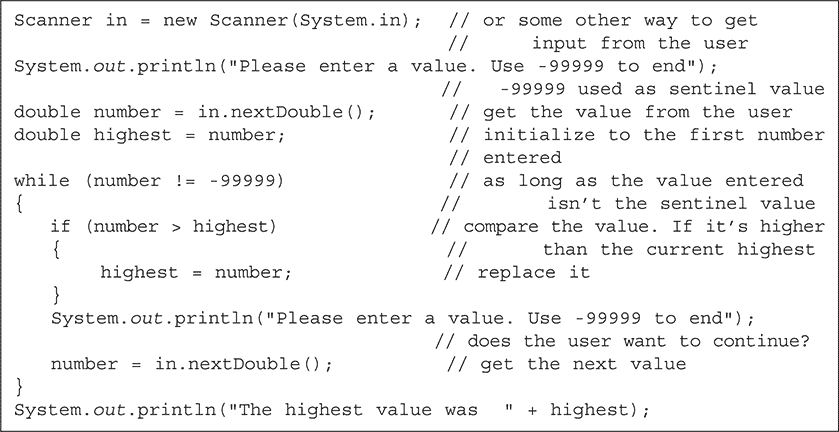 Scanner in = new Scanner(System.in);  // or some other way to get
//      input from the user
System.out.println("Please enter a value. Use -99999 to end");
//   -99999 used as sentinel value
double number = in.nextDouble();      // get the value from the user
double highest = number;              // initialize to the first number
// entered
while (number != -99999)              // as long as the value entered
{                                     //       isn’t the sentinel value
   if (number > highest)              // compare the value. If it’s higher
   {                                  //      than the current highest
       highest = number;              // replace it
   }
   System.out.println("Please enter a value. Use -99999 to end");
// does the user want to continue?
   number = in.nextDouble();          // get the next value
}
System.out.println("The highest value was  " + highest);